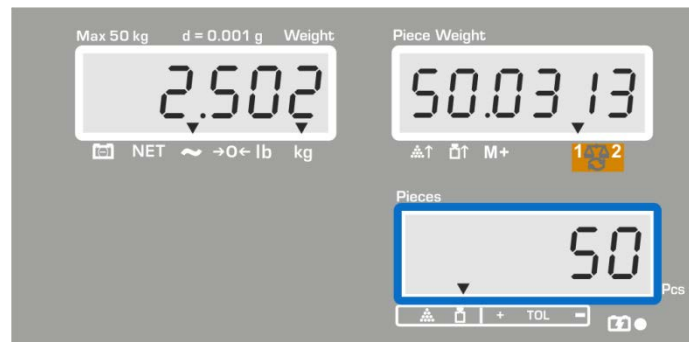 Max 50 kg d = 0.001 g Weight
2.502
NET ~ →0← lb kg
Piece Weight
50.0313
M+ 1 2
Pieces
50
Pcs
+ TOL -